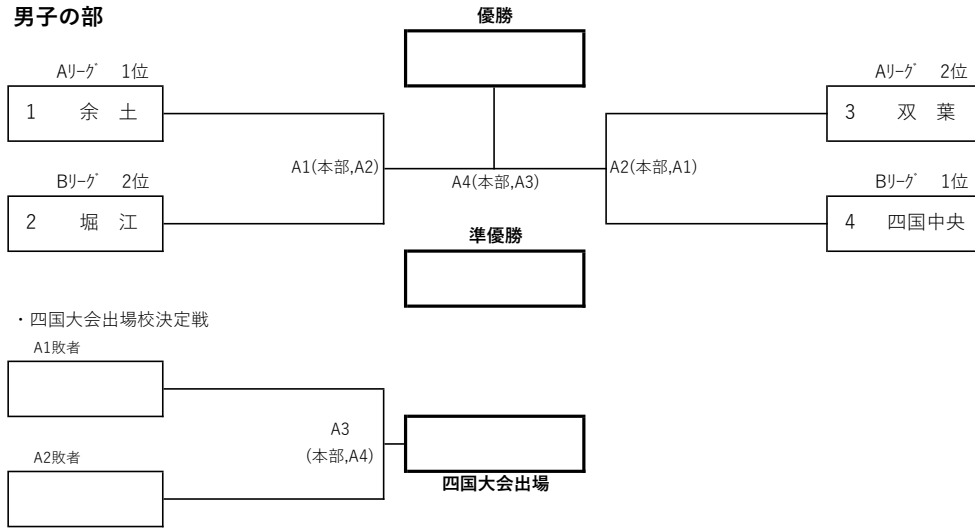 男子の部
優勝
Aﾘｰｸﾞ 1位
1 余 土
Aﾘｰｸﾞ 2位
3 双 葉
A1(本部,A2)
A4(本部,A3)
A2(本部,A1)
Bﾘｰｸﾞ 2位
2 堀 江
Bﾘｰｸﾞ 1位
4 四国中央
準優勝
・四国大会出場校決定戦
A1敗者
A3
(本部,A4)
A2敗者
四国大会出場